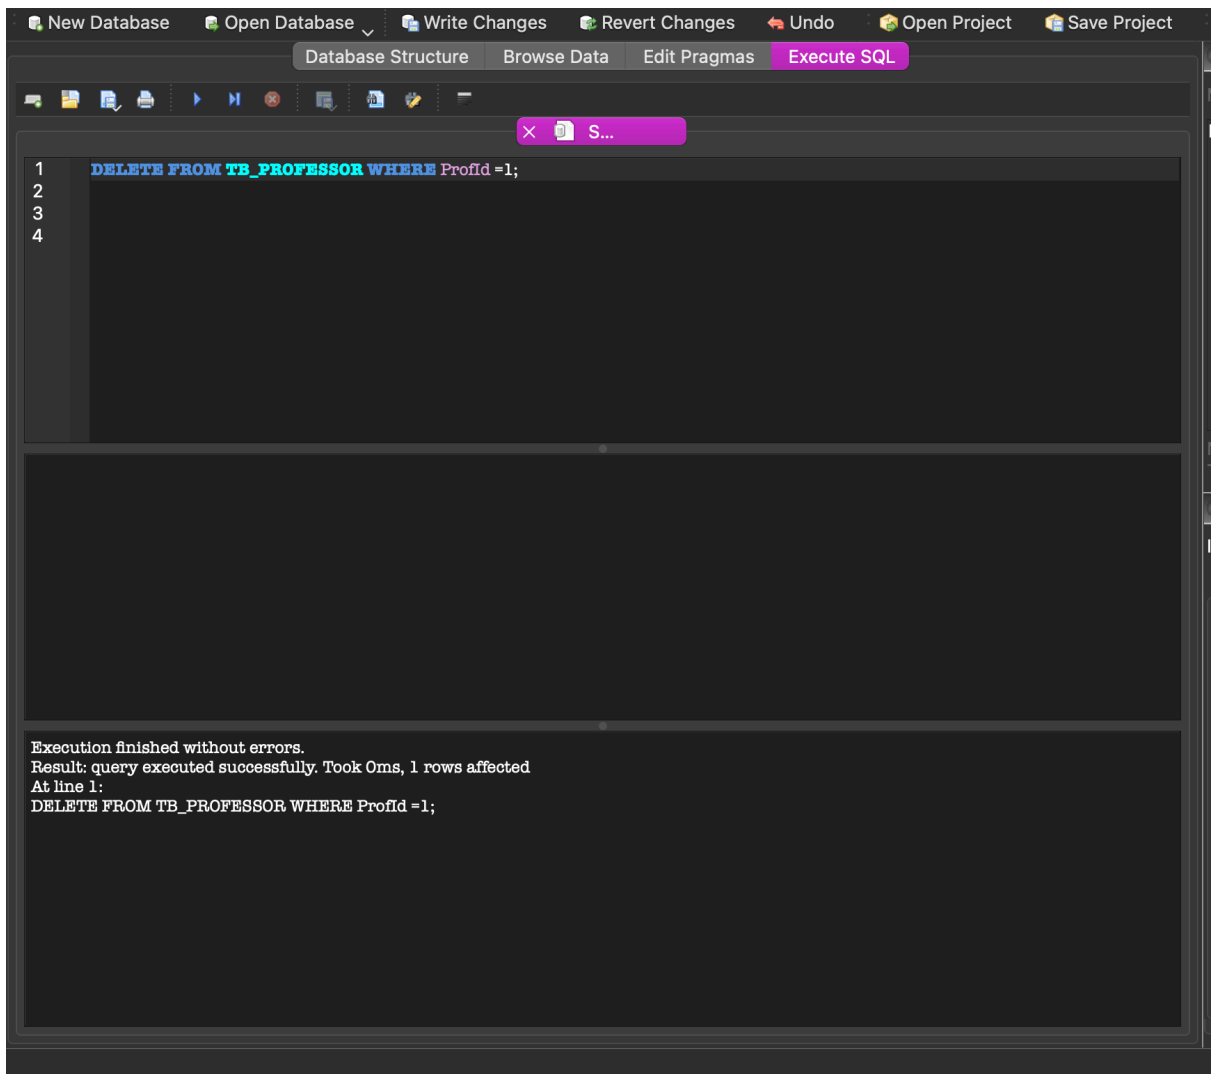 New Database Open Database Write Changes Revert Changes Undo Open Project Save Project
Database Structure Browse Data Edit Pragmas Execute SQL
S...
1 DELETE FROM TB_PROFESSOR WHERE ProfId =1;
2
3
4
Execution finished without errors.
Result: query executed successfully. Took 0ms, 1 rows affected
At line 1:
DELETE FROM TB_PROFESSOR WHERE ProfId =1;